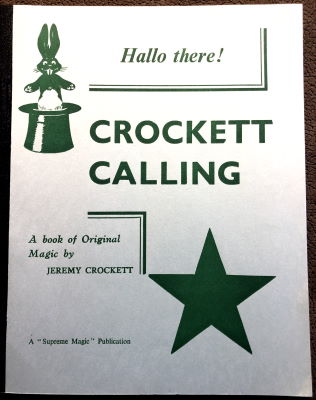 Hallo there!
CROCKETT
CALLING
A book of Original
Magic by
JEREMY CROCKETT
A "Supreme Magic" Publication